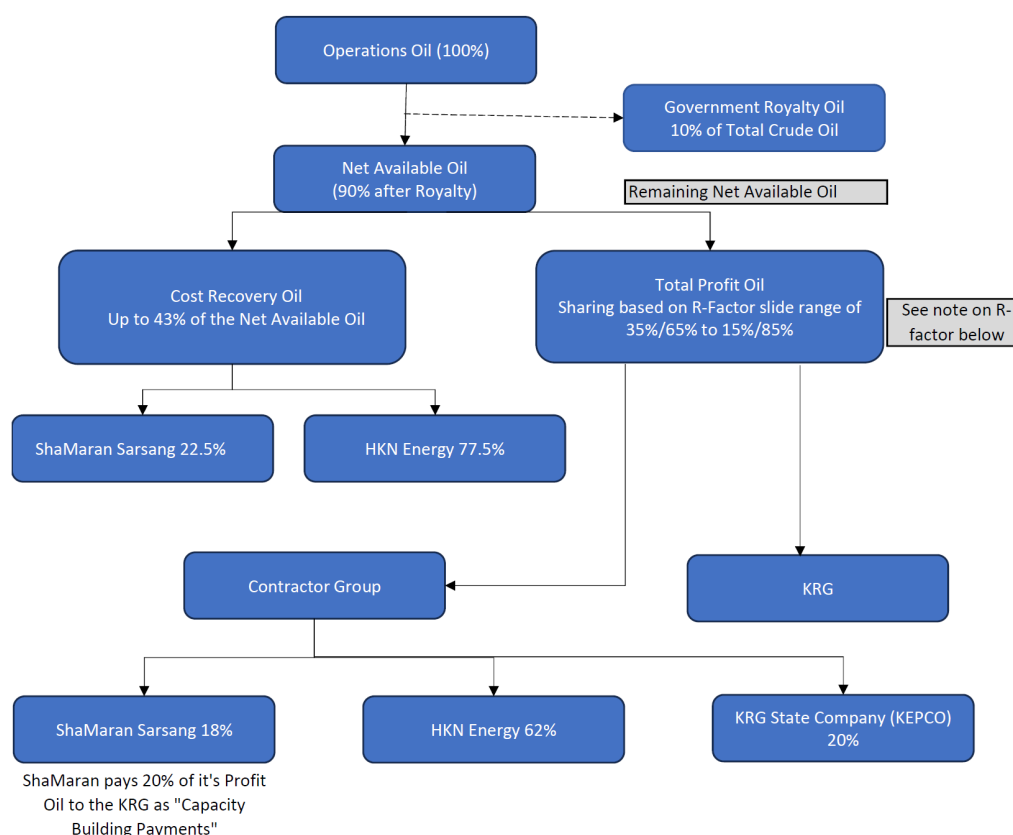 Operations Oil (100%)
Government Royalty Oil
10% of Total Crude Oil
Net Available Oil
(90% after Royalty)
Remaining Net Available Oil
Cost Recovery Oil
Up to 43% of the Net Available Oil
Total Profit Oil
Sharing based on R-Factor slide range of
35%/65% to 15%/85%
See note on R-
factor below
ShaMaran Sarsang 22.5%
HKN Energy 77.5%
Contractor Group
KRG
ShaMaran Sarsang 18%
HKN Energy 62%
KRG State Company (KEPCO)
20%
ShaMaran pays 20% of it's Profit
Oil to the KRG as "Capacity
Building Payments"